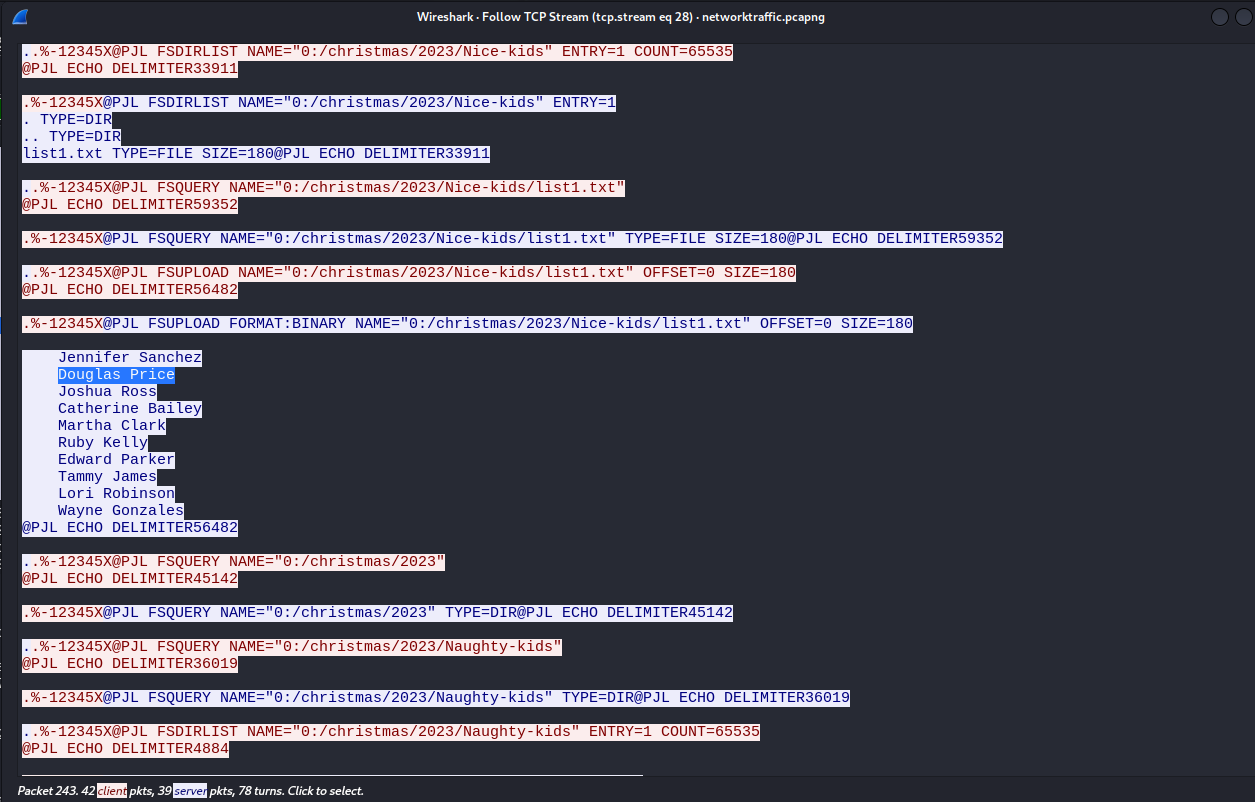 Wireshark · Follow TCP Stream (tcp.stream eq 28) · networktraffic.pcapng
..%-12345X@PJL FSDIRLIST NAME="0:/christmas/2023/Nice-kids" ENTRY=1 COUNT=65535
@PJL ECHO DELIMITER33911
.%-12345X@PJL FSDIRLIST NAME="0:/christmas/2023/Nice-kids" ENTRY=1
. TYPE=DIR
.. TYPE=DIR
list1.txt TYPE=FILE SIZE=180@PJL ECHO DELIMITER33911
..%-12345X@PJL FSQUERY NAME="0:/christmas/2023/Nice-kids/list1.txt"
@PJL ECHO DELIMITER59352
.%-12345X@PJL FSQUERY NAME="0:/christmas/2023/Nice-kids/list1.txt" TYPE=FILE SIZE=180@PJL ECHO DELIMITER59352
..%-12345X@PJL FSUPLOAD NAME="0:/christmas/2023/Nice-kids/list1.txt" OFFSET=0 SIZE=180
@PJL ECHO DELIMITER56482
.%-12345X@PJL FSUPLOAD FORMAT:BINARY NAME="0:/christmas/2023/Nice-kids/list1.txt" OFFSET=0 SIZE=180
Jennifer Sanchez
Douglas Price
Joshua Ross
Catherine Bailey
Martha Clark
Ruby Kelly
Edward Parker
Tammy James
Lori Robinson
Wayne Gonzales
@PJL ECHO DELIMITER56482
..%-12345X@PJL FSQUERY NAME="0:/christmas/2023"
@PJL ECHO DELIMITER45142
.%-12345X@PJL FSQUERY NAME="0:/christmas/2023" TYPE=DIR@PJL ECHO DELIMITER45142
..%-12345X@PJL FSQUERY NAME="0:/christmas/2023/Naughty-kids"
@PJL ECHO DELIMITER36019
.%-12345X@PJL FSQUERY NAME="0:/christmas/2023/Naughty-kids" TYPE=DIR@PJL ECHO DELIMITER36019
..%-12345X@PJL FSDIRLIST NAME="0:/christmas/2023/Naughty-kids" ENTRY=1 COUNT=65535
@PJL ECHO DELIMITER4884
Packet 243. 42 client pkts, 39 server pkts, 78 turns. Click to select.